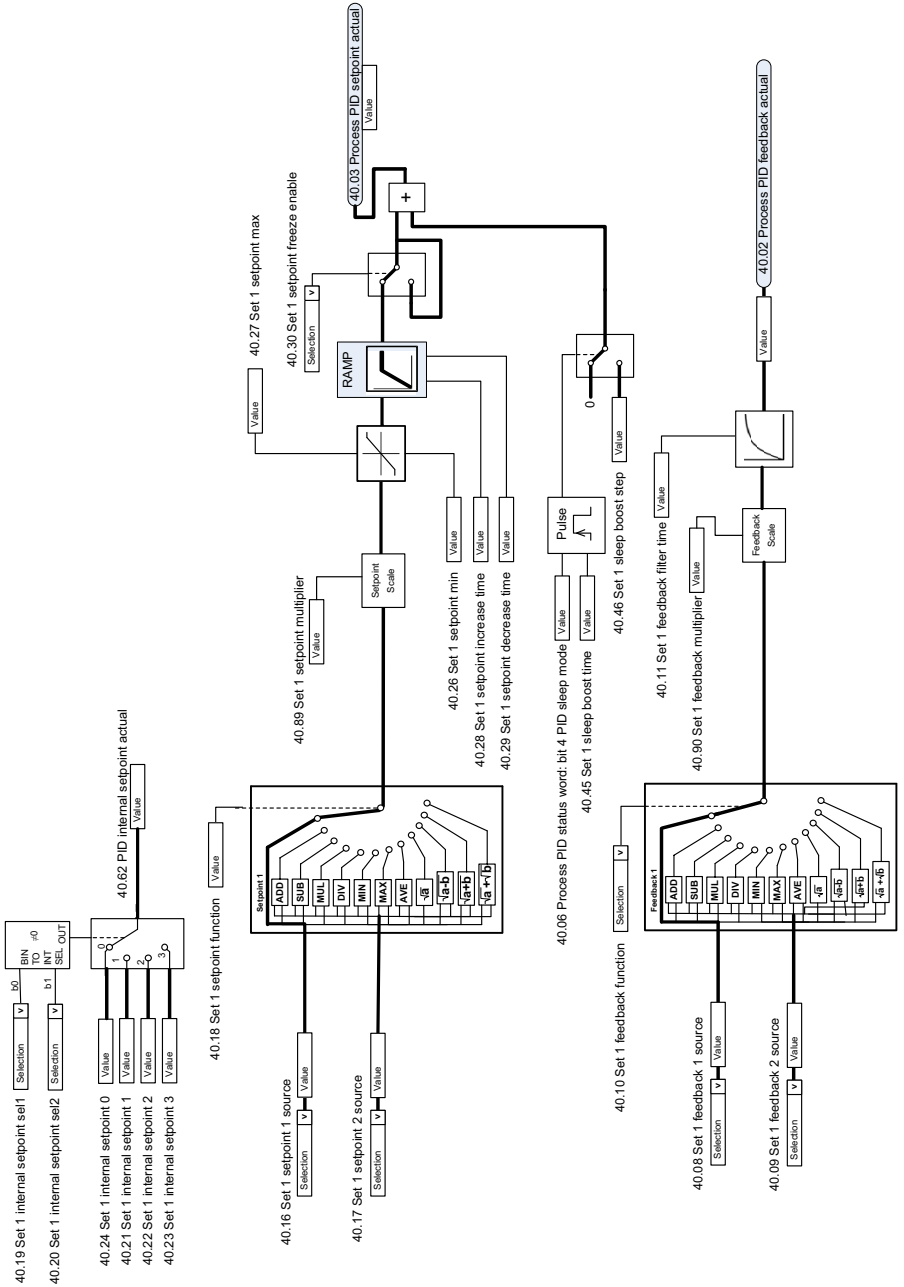 40.19 Set 1 internal setpoint sel1
Selection
v
b0
40.20 Set 1 internal setpoint sel2
Selection
v
b1
BIN
TO
INT
SEL
≠0
OUT
40.24 Set 1 internal setpoint 0
Value
0
40.21 Set 1 internal setpoint 1
Value
1
40.22 Set 1 internal setpoint 2
Value
2
40.23 Set 1 internal setpoint 3
Value
3
40.62 PID internal setpoint actual
Value
40.18 Set 1 setpoint function
Value
40.16 Set 1 setpoint 1 source
Selection
v
Value
40.17 Set 1 setpoint 2 source
Selection
v
Value
Setpoint 1
ADD
SUB
MUL
DIV
MIN
MAX
AVE
√a
√a-b
√a+b
√a+√b
40.89 Set 1 setpoint multiplier
Value
Setpoint
Scale
40.27 Set 1 setpoint max
Value
40.26 Set 1 setpoint min
Value
40.28 Set 1 setpoint increase time
Value
40.29 Set 1 setpoint decrease time
Value
RAMP
40.30 Set 1 setpoint freeze enable
Selection
v
+
40.03 Process PID setpoint actual
Value
40.06 Process PID status word: bit 4 PID sleep mode
Value
40.45 Set 1 sleep boost time
Value
Pulse
0
40.46 Set 1 sleep boost step
Value
40.10 Set 1 feedback function
Selection
v
40.08 Set 1 feedback 1 source
Selection
v
Value
40.09 Set 1 feedback 2 source
Selection
v
Value
Feedback 1
ADD
SUB
MUL
DIV
MIN
MAX
AVE
√a
√a-b
√a+b
√a+√b
40.90 Set 1 feedback multiplier
Value
Feedback
Scale
40.11 Set 1 feedback filter time
Value
Value
40.02 Process PID feedback actual